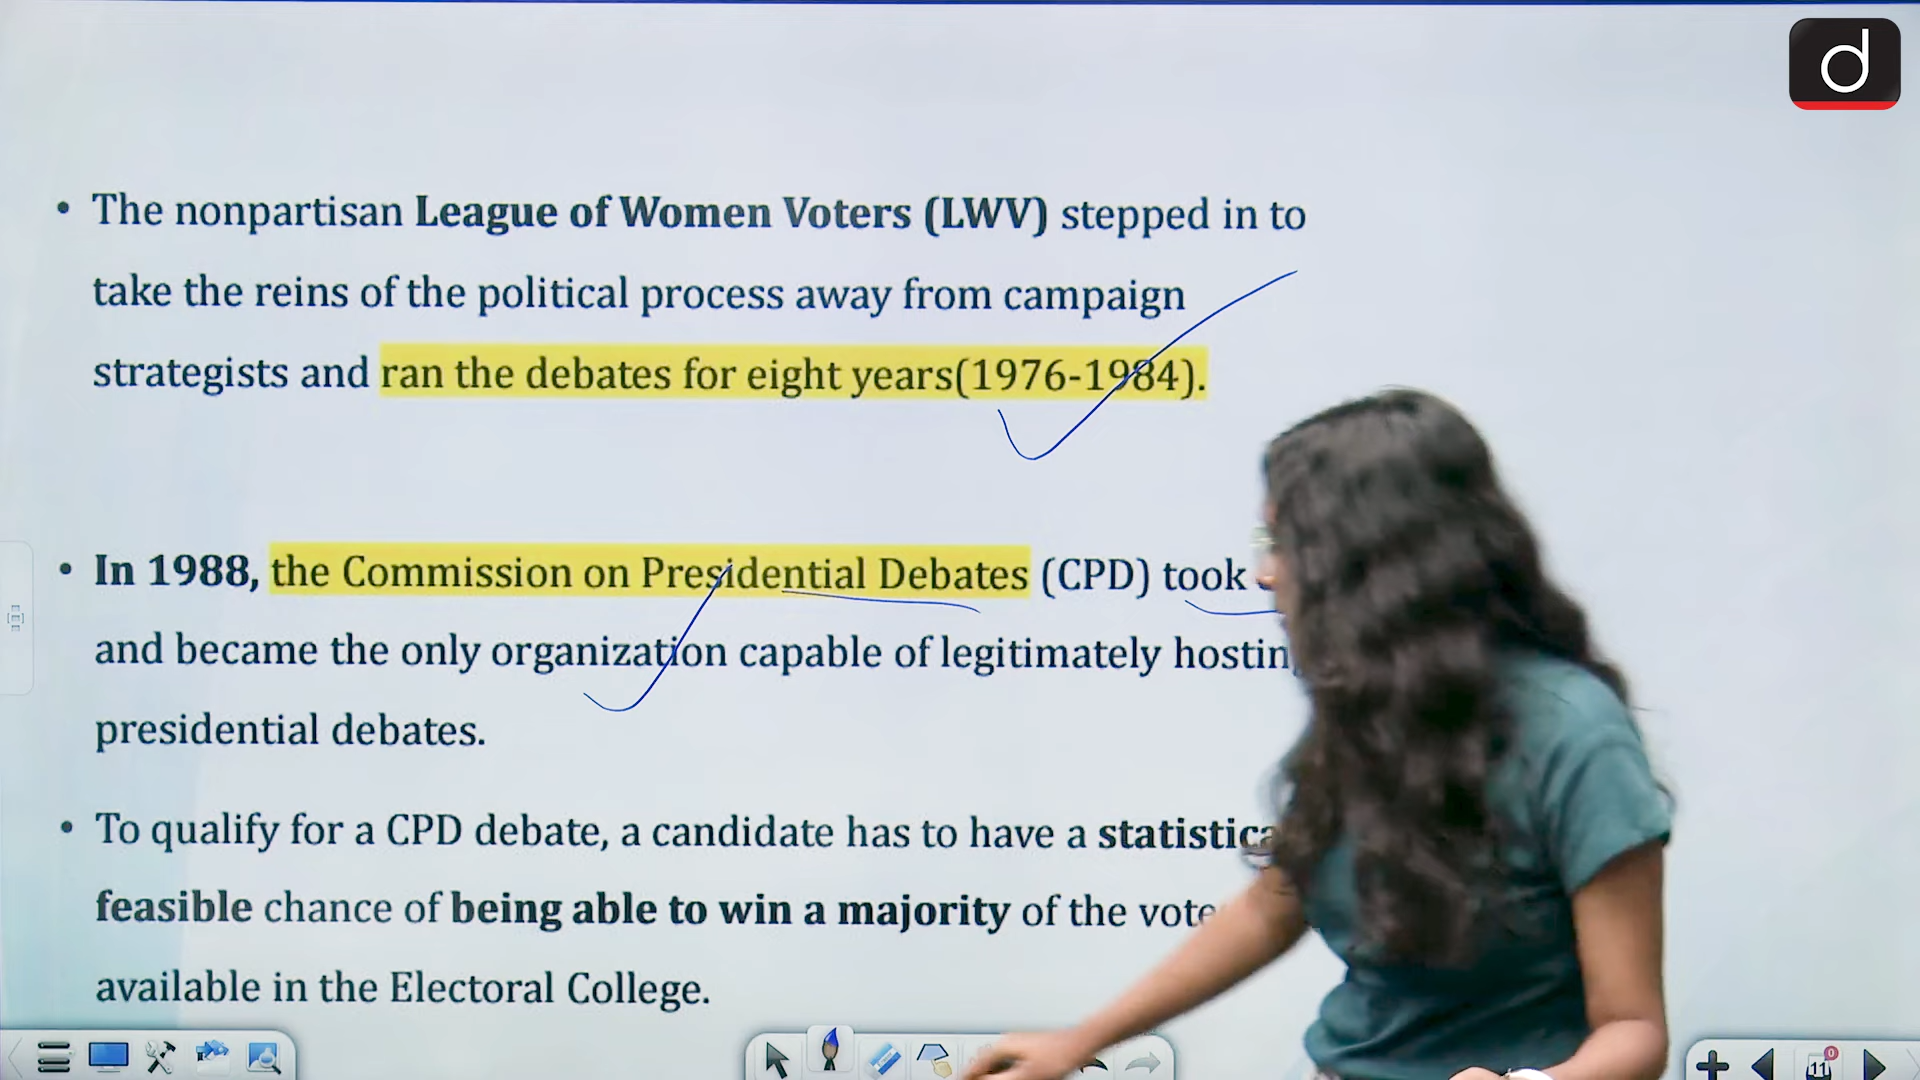 d
• The nonpartisan League of Women Voters (LWV) stepped in to
take the reins of the political process away from campaign
strategists and ran the debates for eight years(1976-1984).
• In 1988, the Commission on Presidential Debates (CPD) took
and became the only organization capable of legitimately
presidential debates.
• To qualify for a CPD debate, a candidate has to have a
feasible chance of being able to win a majority of the
available in the Electoral College.
11
0